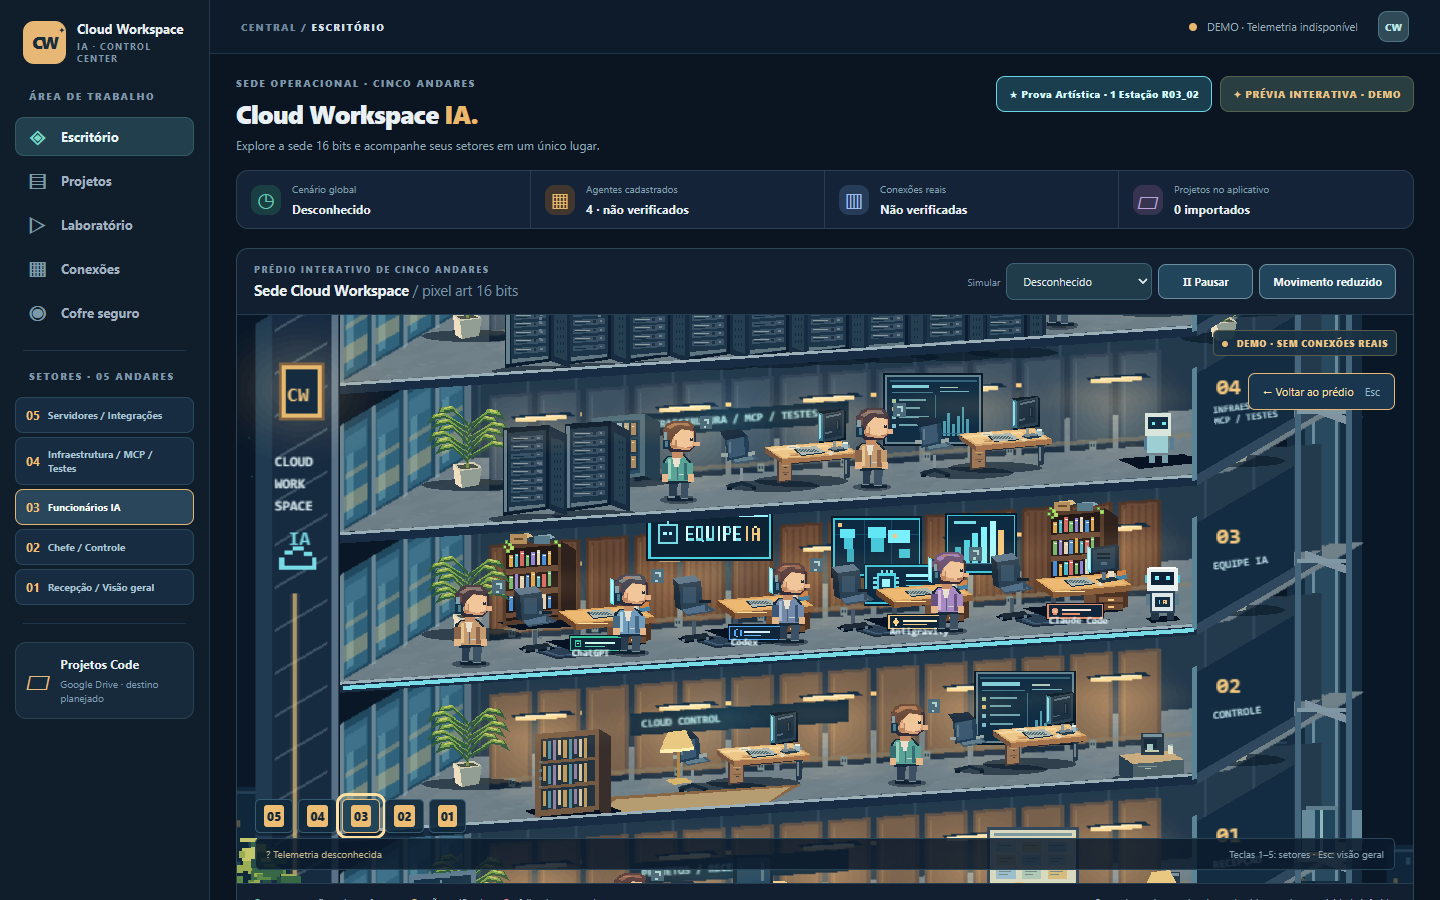 CW
Cloud Workspace
IA · CONTROL
CENTER
ÁREA DE TRABALHO
Escritório
Projetos
Laboratório
Conexões
Cofre seguro
SETORES · 05 ANDARES
05 Servidores / Integrações
04 Infraestrutura / MCP /
Testes
03 Funcionários IA
02 Chefe / Controle
01 Recepção / Visão geral
Projetos Code
Google Drive · destino
planejado
CENTRAL / ESCRITÓRIO
DEMO · Telemetria indisponível
CW
SEDE OPERACIONAL · CINCO ANDARES
Cloud Workspace IA.
Explore a sede 16 bits e acompanhe seus setores em um único lugar.
★ Prova Artística · 1 Estação R03_02
✦ PRÉVIA INTERATIVA · DEMO
Cenário global
Desconhecido
Agentes cadastrados
4 · não verificados
Conexões reais
Não verificadas
Projetos no aplicativo
0 importados
PRÉDIO INTERATIVO DE CINCO ANDARES
Sede Cloud Workspace / pixel art 16 bits
Simular
Desconhecido
II Pausar
Movimento reduzido
DEMO · SEM CONEXÕES REAIS
← Voltar ao prédio Esc
CW
CLOUD
WORK
SPACE
IA
/ MCP / TESTES
04
MCP / TESTES
EQUIPE IA
03
EQUIPE IA
ChatGPT
Codex
Antigravity
Claude Code
CLOUD CONTROL
02
CONTROLE
01
05 04 03 02 01
? Telemetria desconhecida
Teclas 1–5: setores · Esc: visão geral